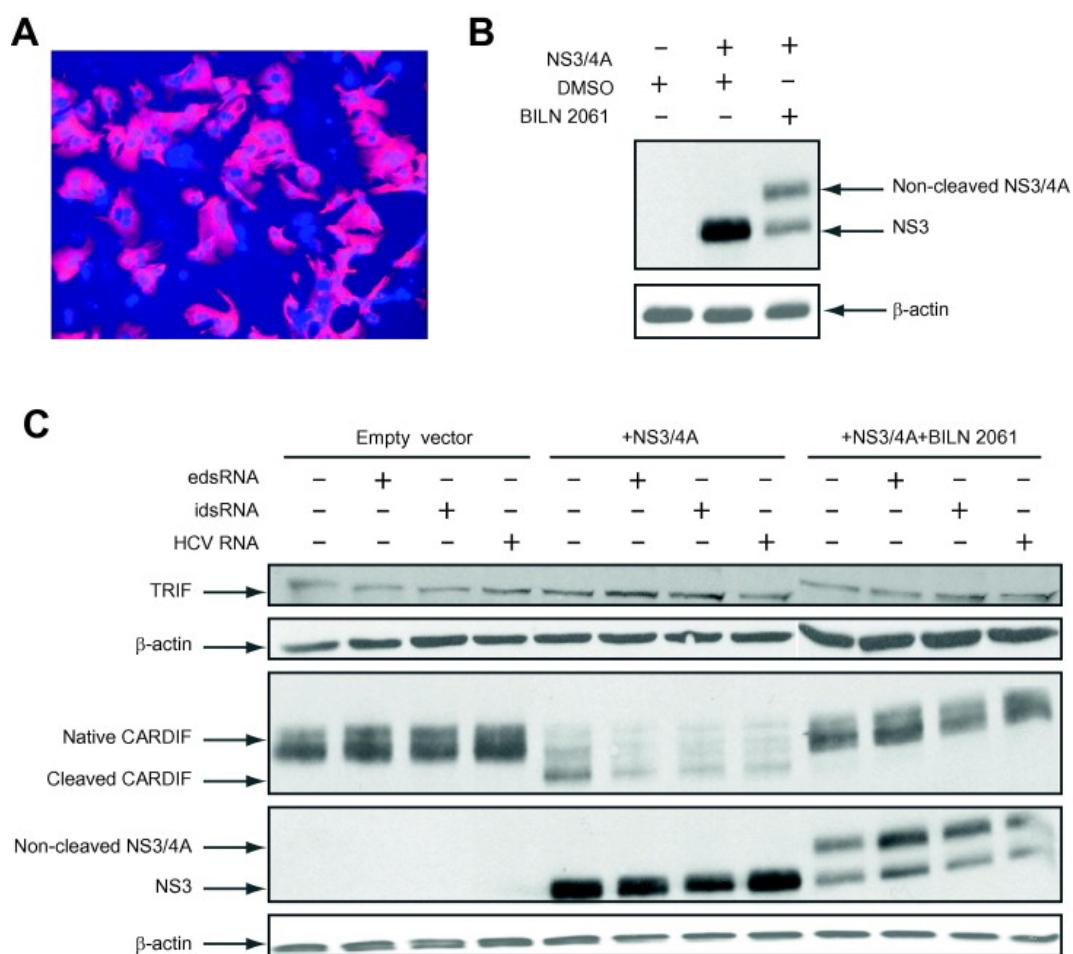 A
B
NS3/4A – + +
DMSO + + –
BILN 2061 – – +
Non-cleaved NS3/4A
NS3
β-actin
C
Empty vector +NS3/4A +NS3/4A+BILN 2061
edsRNA – + – – – + – – – + – –
idsRNA – – + – – – + – – – + –
HCV RNA – – – + – – – + – – – +
TRIF
β-actin
Native CARDIF
Cleaved CARDIF
Non-cleaved NS3/4A
NS3
β-actin